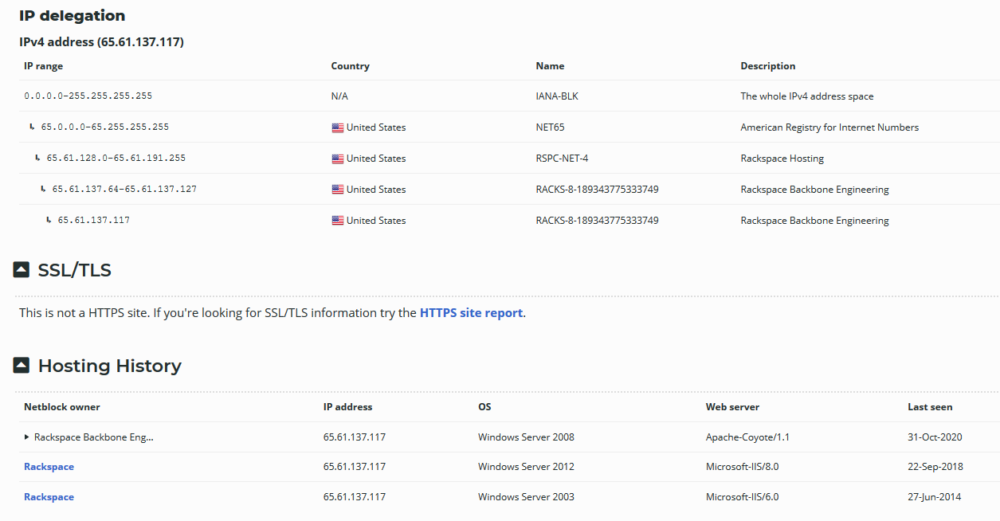 IP delegation
IPv4 address (65.61.137.117)
IP range Country Name Description
0.0.0.0-255.255.255.255 N/A IANA-BLK The whole IPv4 address space
↳ 65.0.0.0-65.255.255.255 United States NET65 American Registry for Internet Numbers
↳ 65.61.128.0-65.61.191.255 United States RSPC-NET-4 Rackspace Hosting
↳ 65.61.137.64-65.61.137.127 United States RACKS-8-189343775333749 Rackspace Backbone Engineering
↳ 65.61.137.117 United States RACKS-8-189343775333749 Rackspace Backbone Engineering
SSL/TLS
This is not a HTTPS site. If you're looking for SSL/TLS information try the HTTPS site report.
Hosting History
Netblock owner IP address OS Web server Last seen
Rackspace Backbone Eng... 65.61.137.117 Windows Server 2008 Apache-Coyote/1.1 31-Oct-2020
Rackspace 65.61.137.117 Windows Server 2012 Microsoft-IIS/8.0 22-Sep-2018
Rackspace 65.61.137.117 Windows Server 2003 Microsoft-IIS/6.0 27-Jun-2014